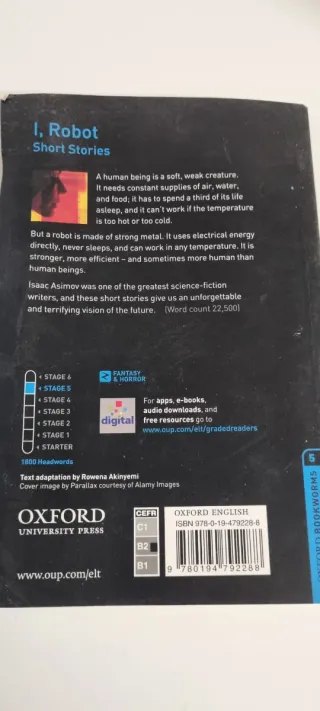 I, Robot
Short Stories
A human being is a soft, weak creature.
It needs constant supplies of air, water,
and food; it has to spend a third of its life
asleep, and it can't work if the temperature
is too hot or too cold.
But a robot is made of strong metal. It uses electrical energy
directly, never sleeps, and can work in any temperature. It is
stronger, more efficient – and sometimes more human than
human beings.
Isaac Asimov was one of the greatest science-fiction
writers, and these short stories give us an unforgettable
and terrifying vision of the future. (Word count 22,500)
STAGE 6
STAGE 5
STAGE 4
STAGE 3
STAGE 2
STAGE 1
STARTER
1800 Headwords
FANTASY
& HORROR
digital
For apps, e-books,
audio downloads, and
free resources go to
www.oup.com/elt/gradedreaders
Text adaptation by Rowena Akinyemi
Cover image by Parallax courtesy of Alamy Images
OXFORD
UNIVERSITY PRESS
www.oup.com/elt
CEFR
C1
B2
B1
OXFORD ENGLISH
ISBN 978-0-19-479228-8
9 780194 792288
5
OXFORD BOOKWORMS